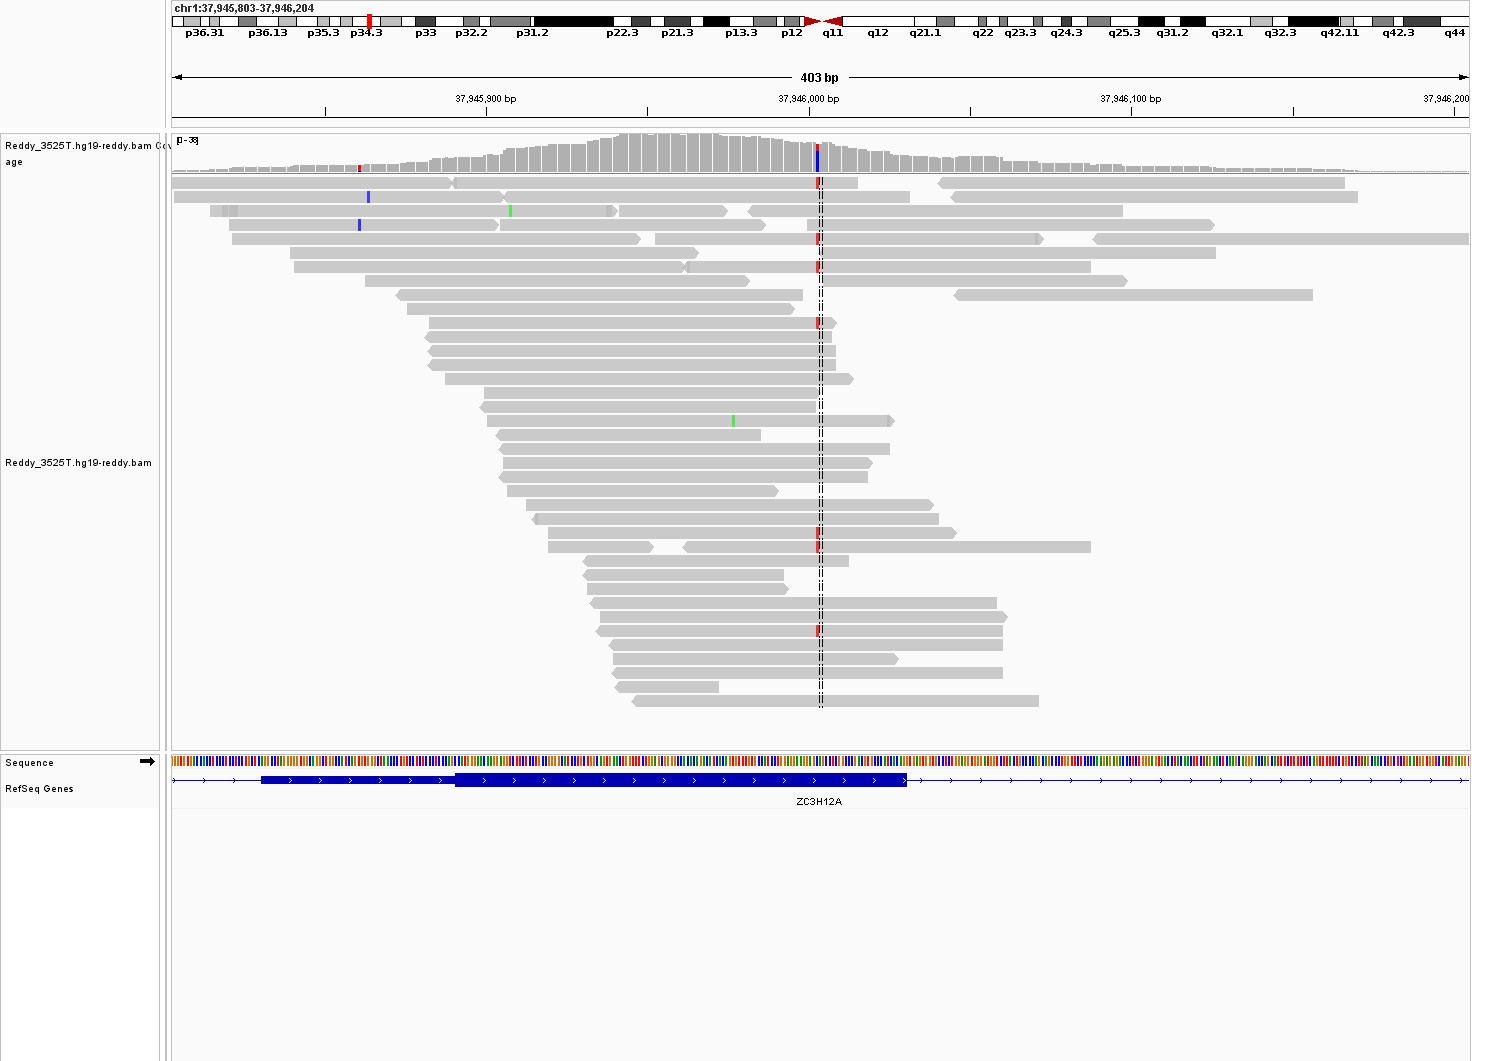 chr1:37,945,803-37,946,204
p36.31 p36.13 p35.3 p34.3 p33 p32.2 p31.2 p22.3 p21.3 p13.3 p12 q11 q12 q21.1 q22 q23.3 q24.3 q25.3 q31.2 q32.1 q32.3 q42.11 q42.3 q44
403 bp
37,945,900 bp 37,946,000 bp 37,946,100 bp 37,946,200
[0 - 38]
Reddy_3525T.hg19-reddy.bam Cov
age
Reddy_3525T.hg19-reddy.bam
Sequence
RefSeq Genes
ZC3H12A